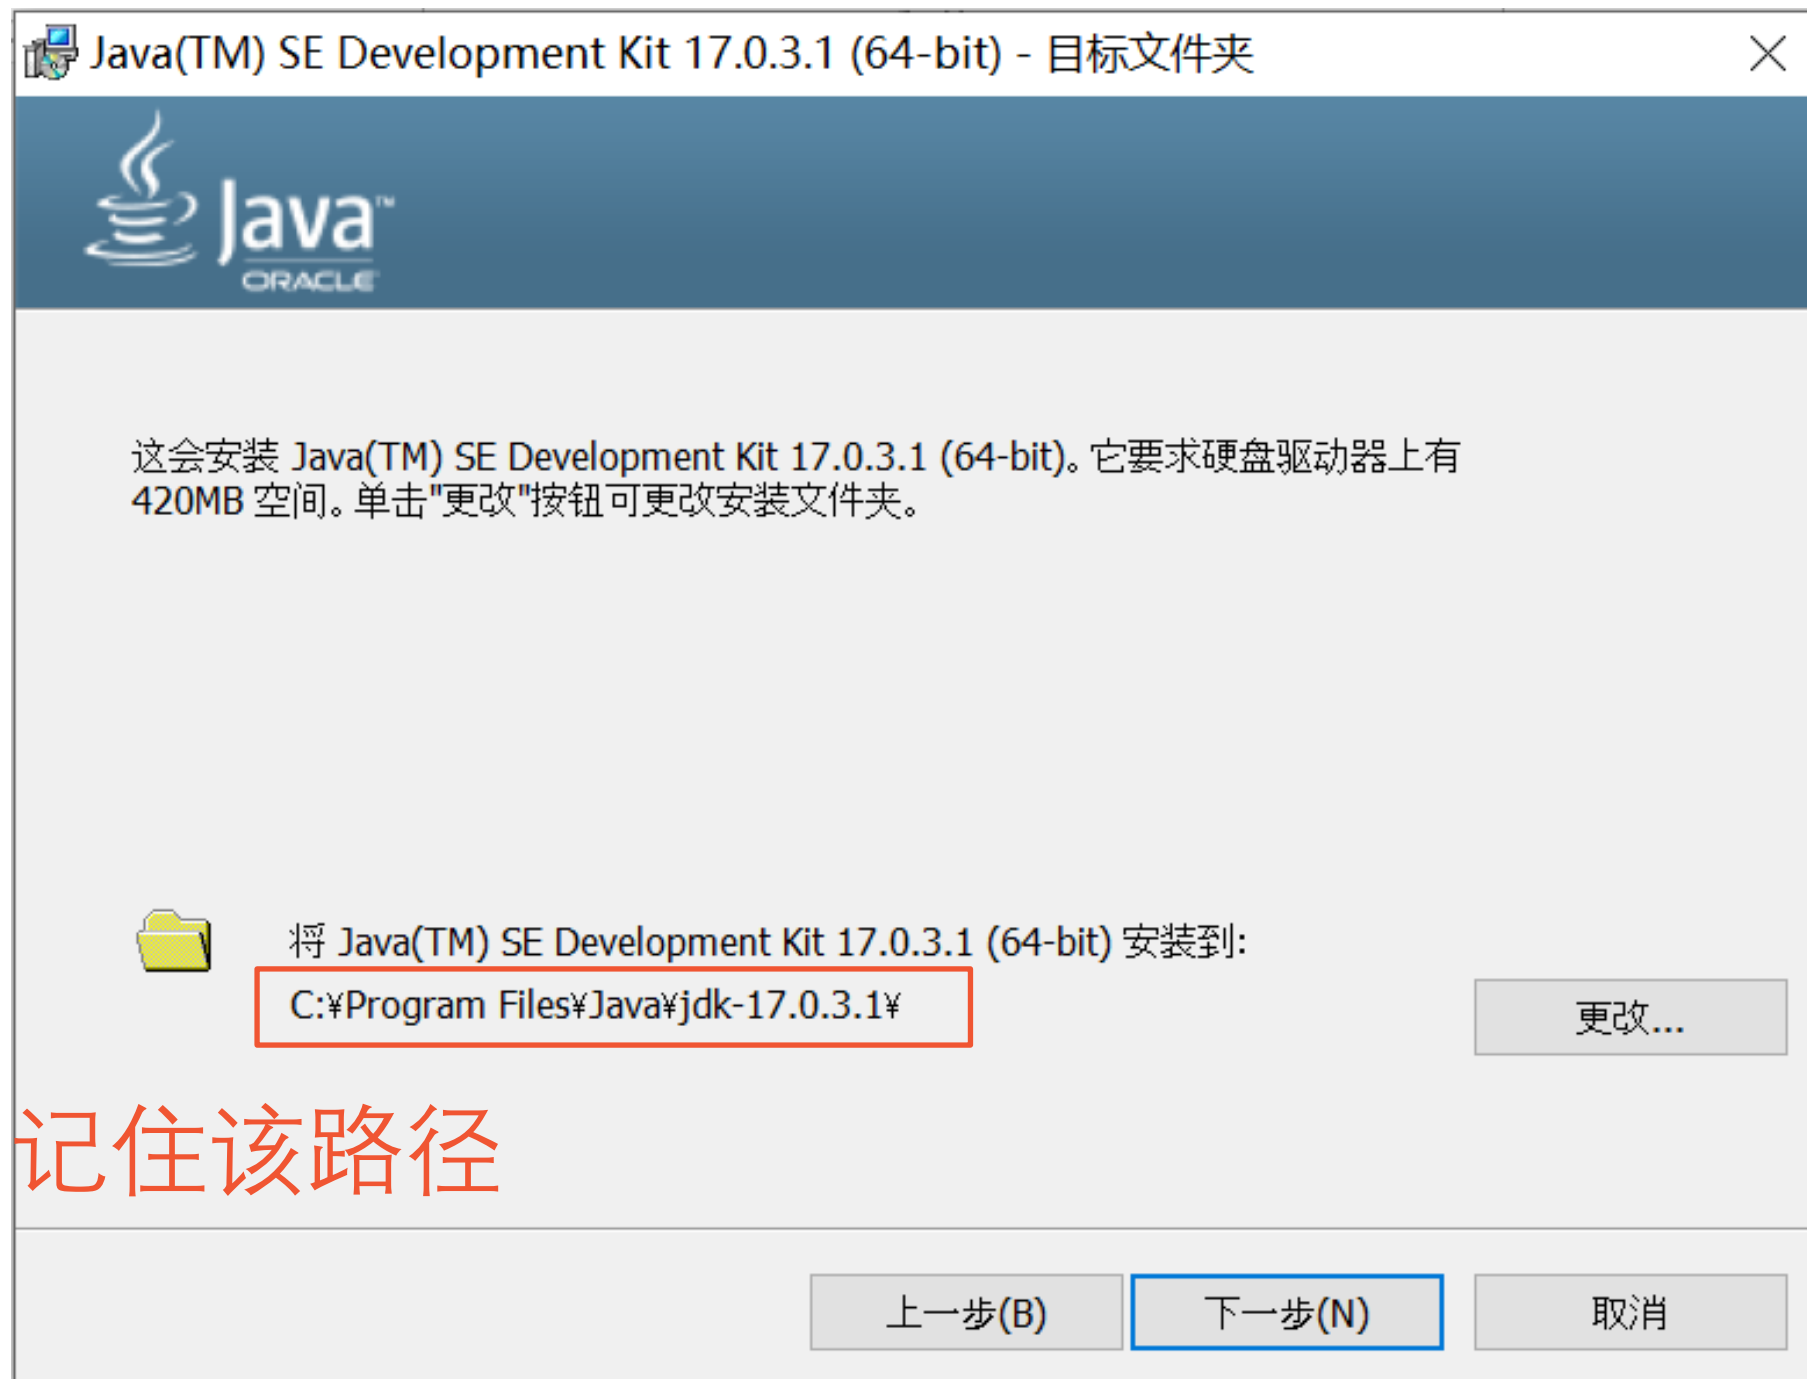 Java(TM) SE Development Kit 17.0.3.1 (64-bit) - 目标文件夹
Java™
ORACLE
这会安装 Java(TM) SE Development Kit 17.0.3.1 (64-bit)。它要求硬盘驱动器上有
420MB 空间。单击"更改"按钮可更改安装文件夹。
将 Java(TM) SE Development Kit 17.0.3.1 (64-bit) 安装到:
C:¥Program Files¥Java¥jdk-17.0.3.1¥
更改...
记住该路径
上一步(B)
下一步(N)
取消